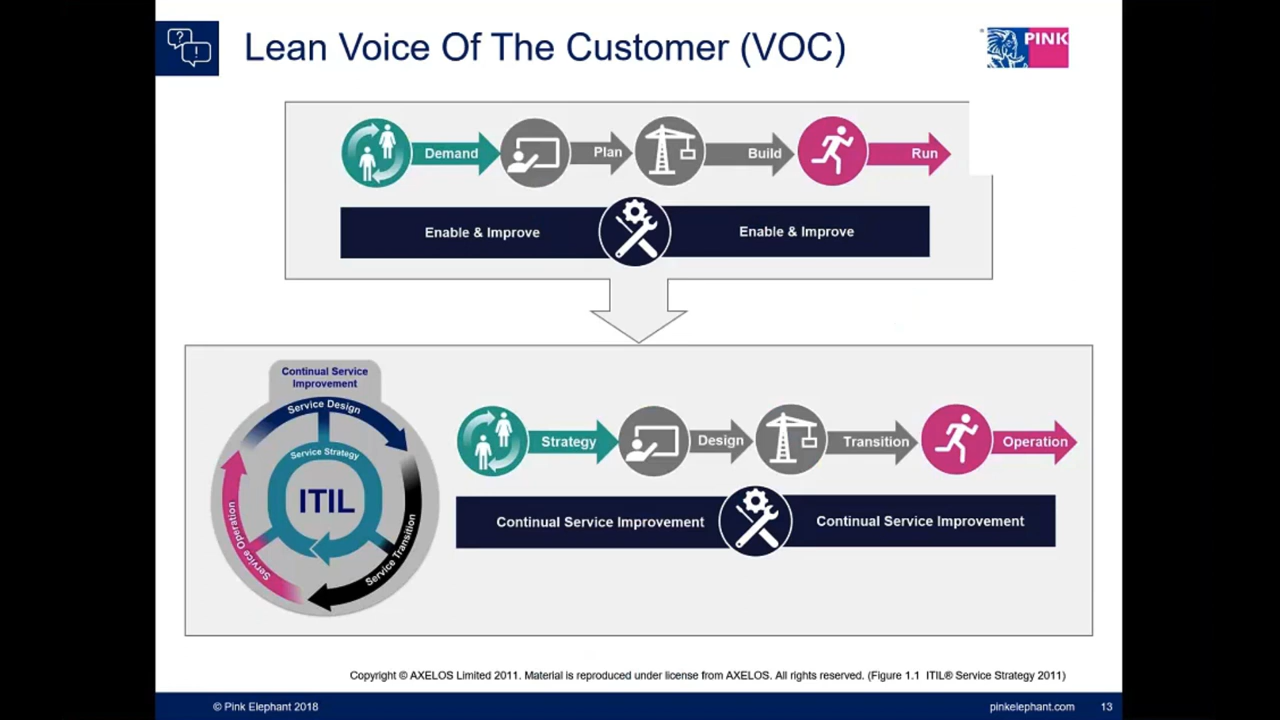 Lean Voice Of The Customer (VOC)
PINK
Demand
Plan
Build
Run
Enable & Improve
Enable & Improve
Continual Service
Improvement
Service Design
Service Strategy
ITIL
Service Operation
Service
Service Transition
Service
Strategy
Design
Transition
Operation
Continual Service Improvement
Continual Service Improvement
Copyright © AXELOS Limited 2011. Material is reproduced under license from AXELOS. All rights reserved. (Figure 1.1 ITIL® Service Strategy 2011)
© Pink Elephant 2018
pinkelephant.com
13